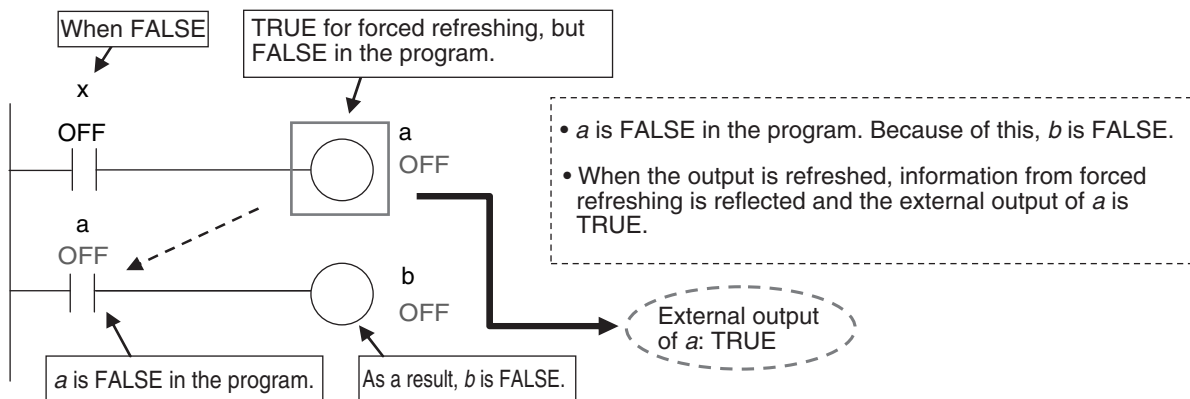 When FALSE
TRUE for forced refreshing, but
FALSE in the program.
x
OFF
a
OFF
• a is FALSE in the program. Because of this, b is FALSE.
• When the output is refreshed, information from forced
refreshing is reflected and the external output of a is
TRUE.
a
OFF
b
OFF
External output
of a: TRUE
a is FALSE in the program.
As a result, b is FALSE.